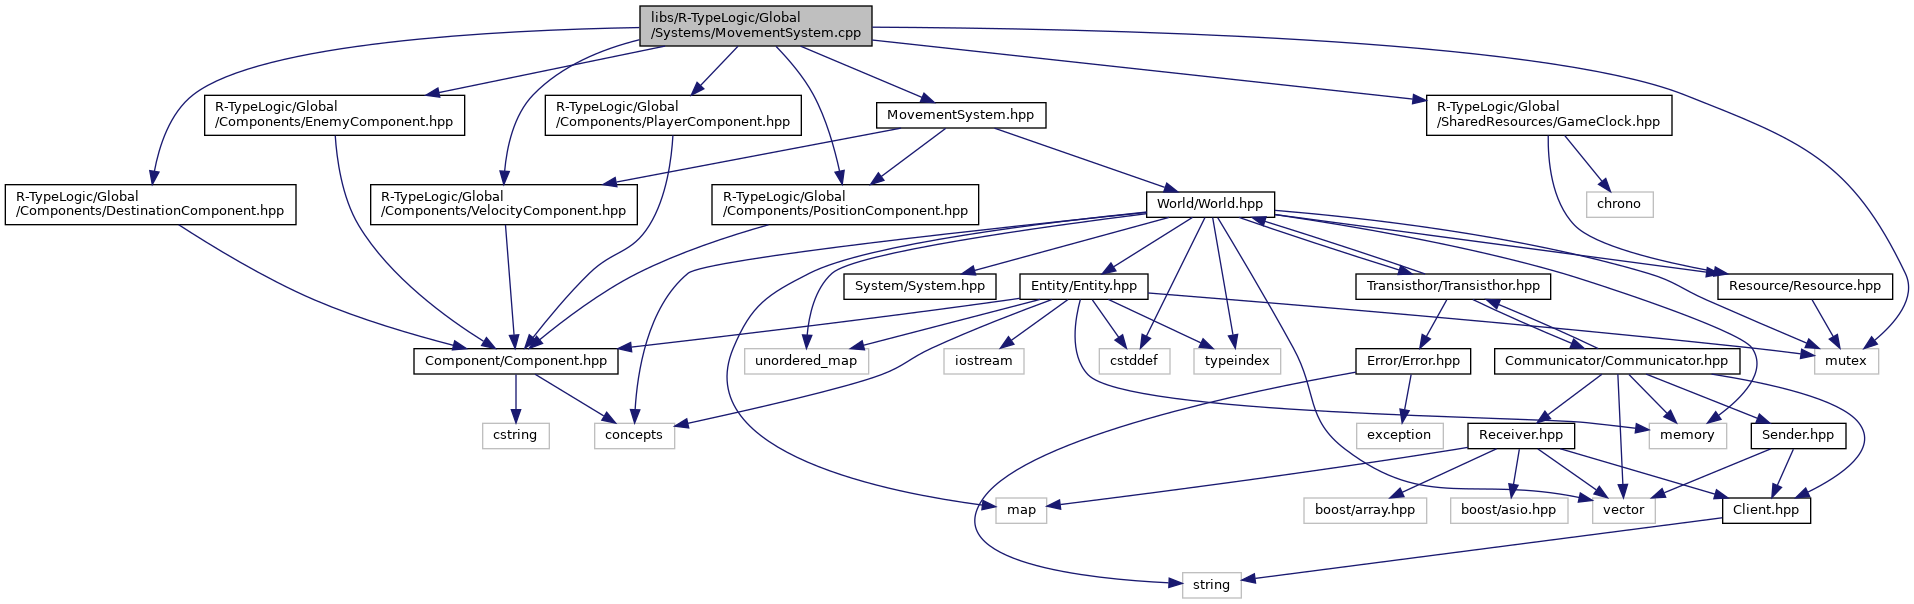 libs/R-TypeLogic/Global
/Systems/MovementSystem.cpp
R-TypeLogic/Global
/Components/EnemyComponent.hpp
R-TypeLogic/Global
/Components/PlayerComponent.hpp
MovementSystem.hpp
R-TypeLogic/Global
/SharedResources/GameClock.hpp
R-TypeLogic/Global
/Components/DestinationComponent.hpp
R-TypeLogic/Global
/Components/VelocityComponent.hpp
R-TypeLogic/Global
/Components/PositionComponent.hpp
World/World.hpp
chrono
System/System.hpp
Entity/Entity.hpp
Transisthor/Transisthor.hpp
Resource/Resource.hpp
Component/Component.hpp
unordered_map
iostream
cstddef
typeindex
Error/Error.hpp
Communicator/Communicator.hpp
mutex
cstring
concepts
exception
Receiver.hpp
memory
Sender.hpp
map
boost/array.hpp
boost/asio.hpp
vector
Client.hpp
string